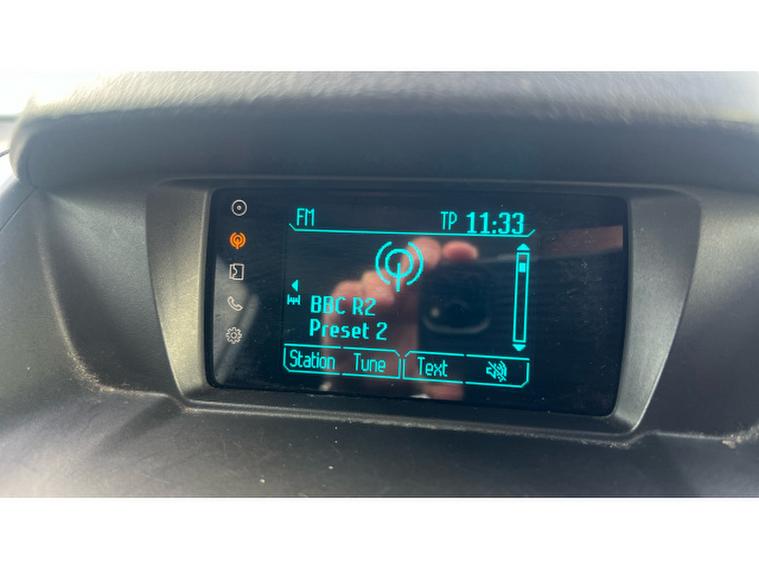 FM TP 11:33
BBC R2
Preset 2
Station Tune Text